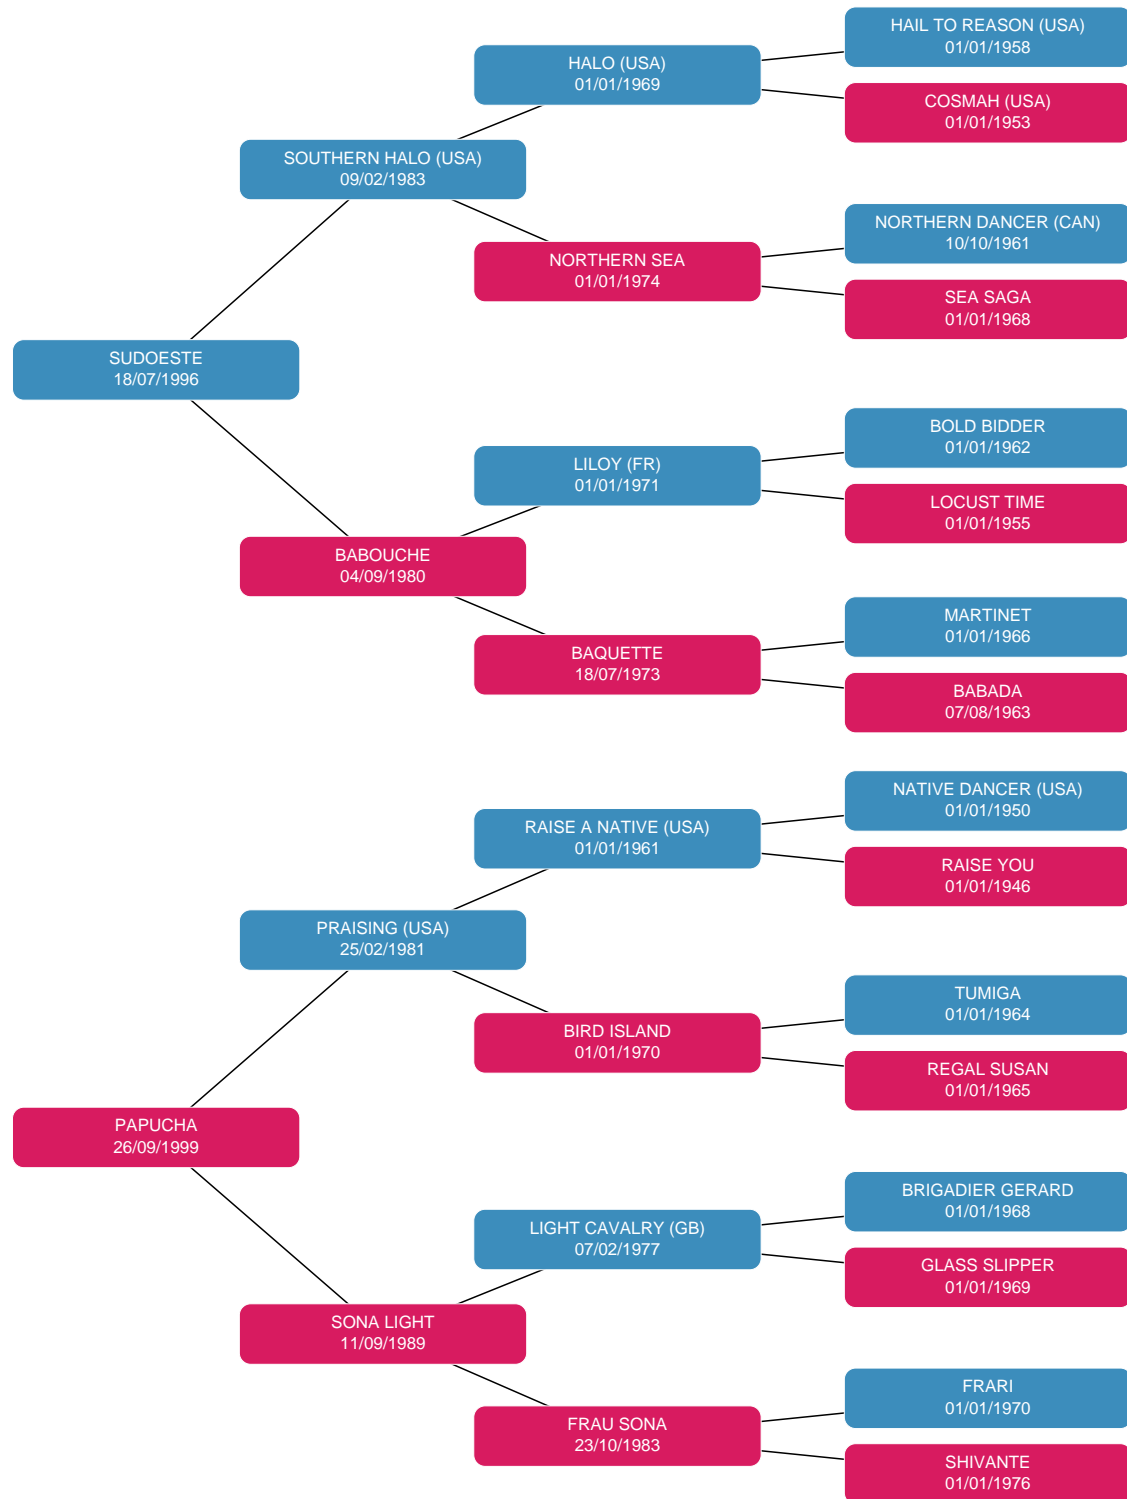 HAIL TO REASON (USA)
01/01/1958
HALO (USA)
01/01/1969
COSMAH (USA)
01/01/1953
SOUTHERN HALO (USA)
09/02/1983
NORTHERN DANCER (CAN)
10/10/1961
NORTHERN SEA
01/01/1974
SEA SAGA
01/01/1968
SUDOESTE
18/07/1996
BOLD BIDDER
01/01/1962
LILOY (FR)
01/01/1971
LOCUST TIME
01/01/1955
BABOUCHE
04/09/1980
MARTINET
01/01/1966
BAQUETTE
18/07/1973
BABADA
07/08/1963
NATIVE DANCER (USA)
01/01/1950
RAISE A NATIVE (USA)
01/01/1961
RAISE YOU
01/01/1946
PRAISING (USA)
25/02/1981
TUMIGA
01/01/1964
BIRD ISLAND
01/01/1970
REGAL SUSAN
01/01/1965
PAPUCHA
26/09/1999
BRIGADIER GERARD
01/01/1968
LIGHT CAVALRY (GB)
07/02/1977
GLASS SLIPPER
01/01/1969
SONA LIGHT
11/09/1989
FRARI
01/01/1970
FRAU SONA
23/10/1983
SHIVANTE
01/01/1976